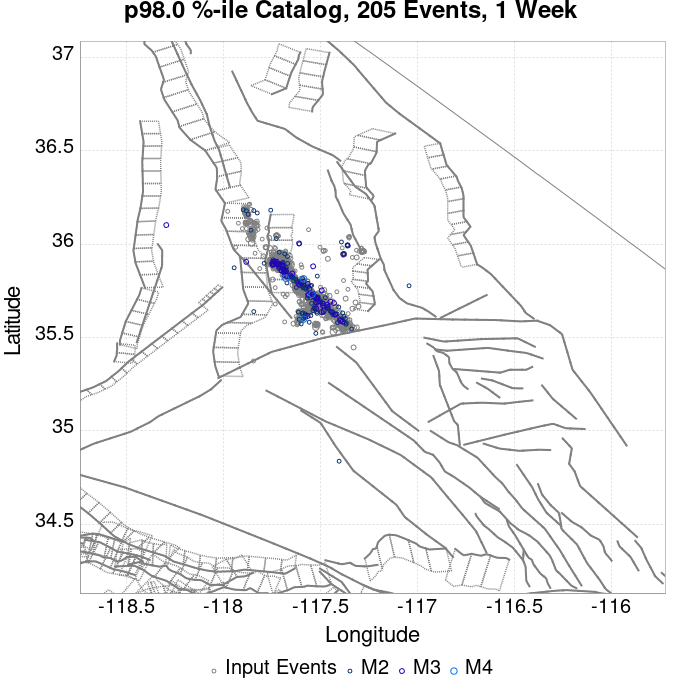 p98.0 %-ile Catalog, 205 Events, 1 Week
37
36.5
36
35.5
35
34.5
Latitude
-118.5 -118 -117.5 -117 -116.5 -116
Longitude
Input Events M2 M3 M4